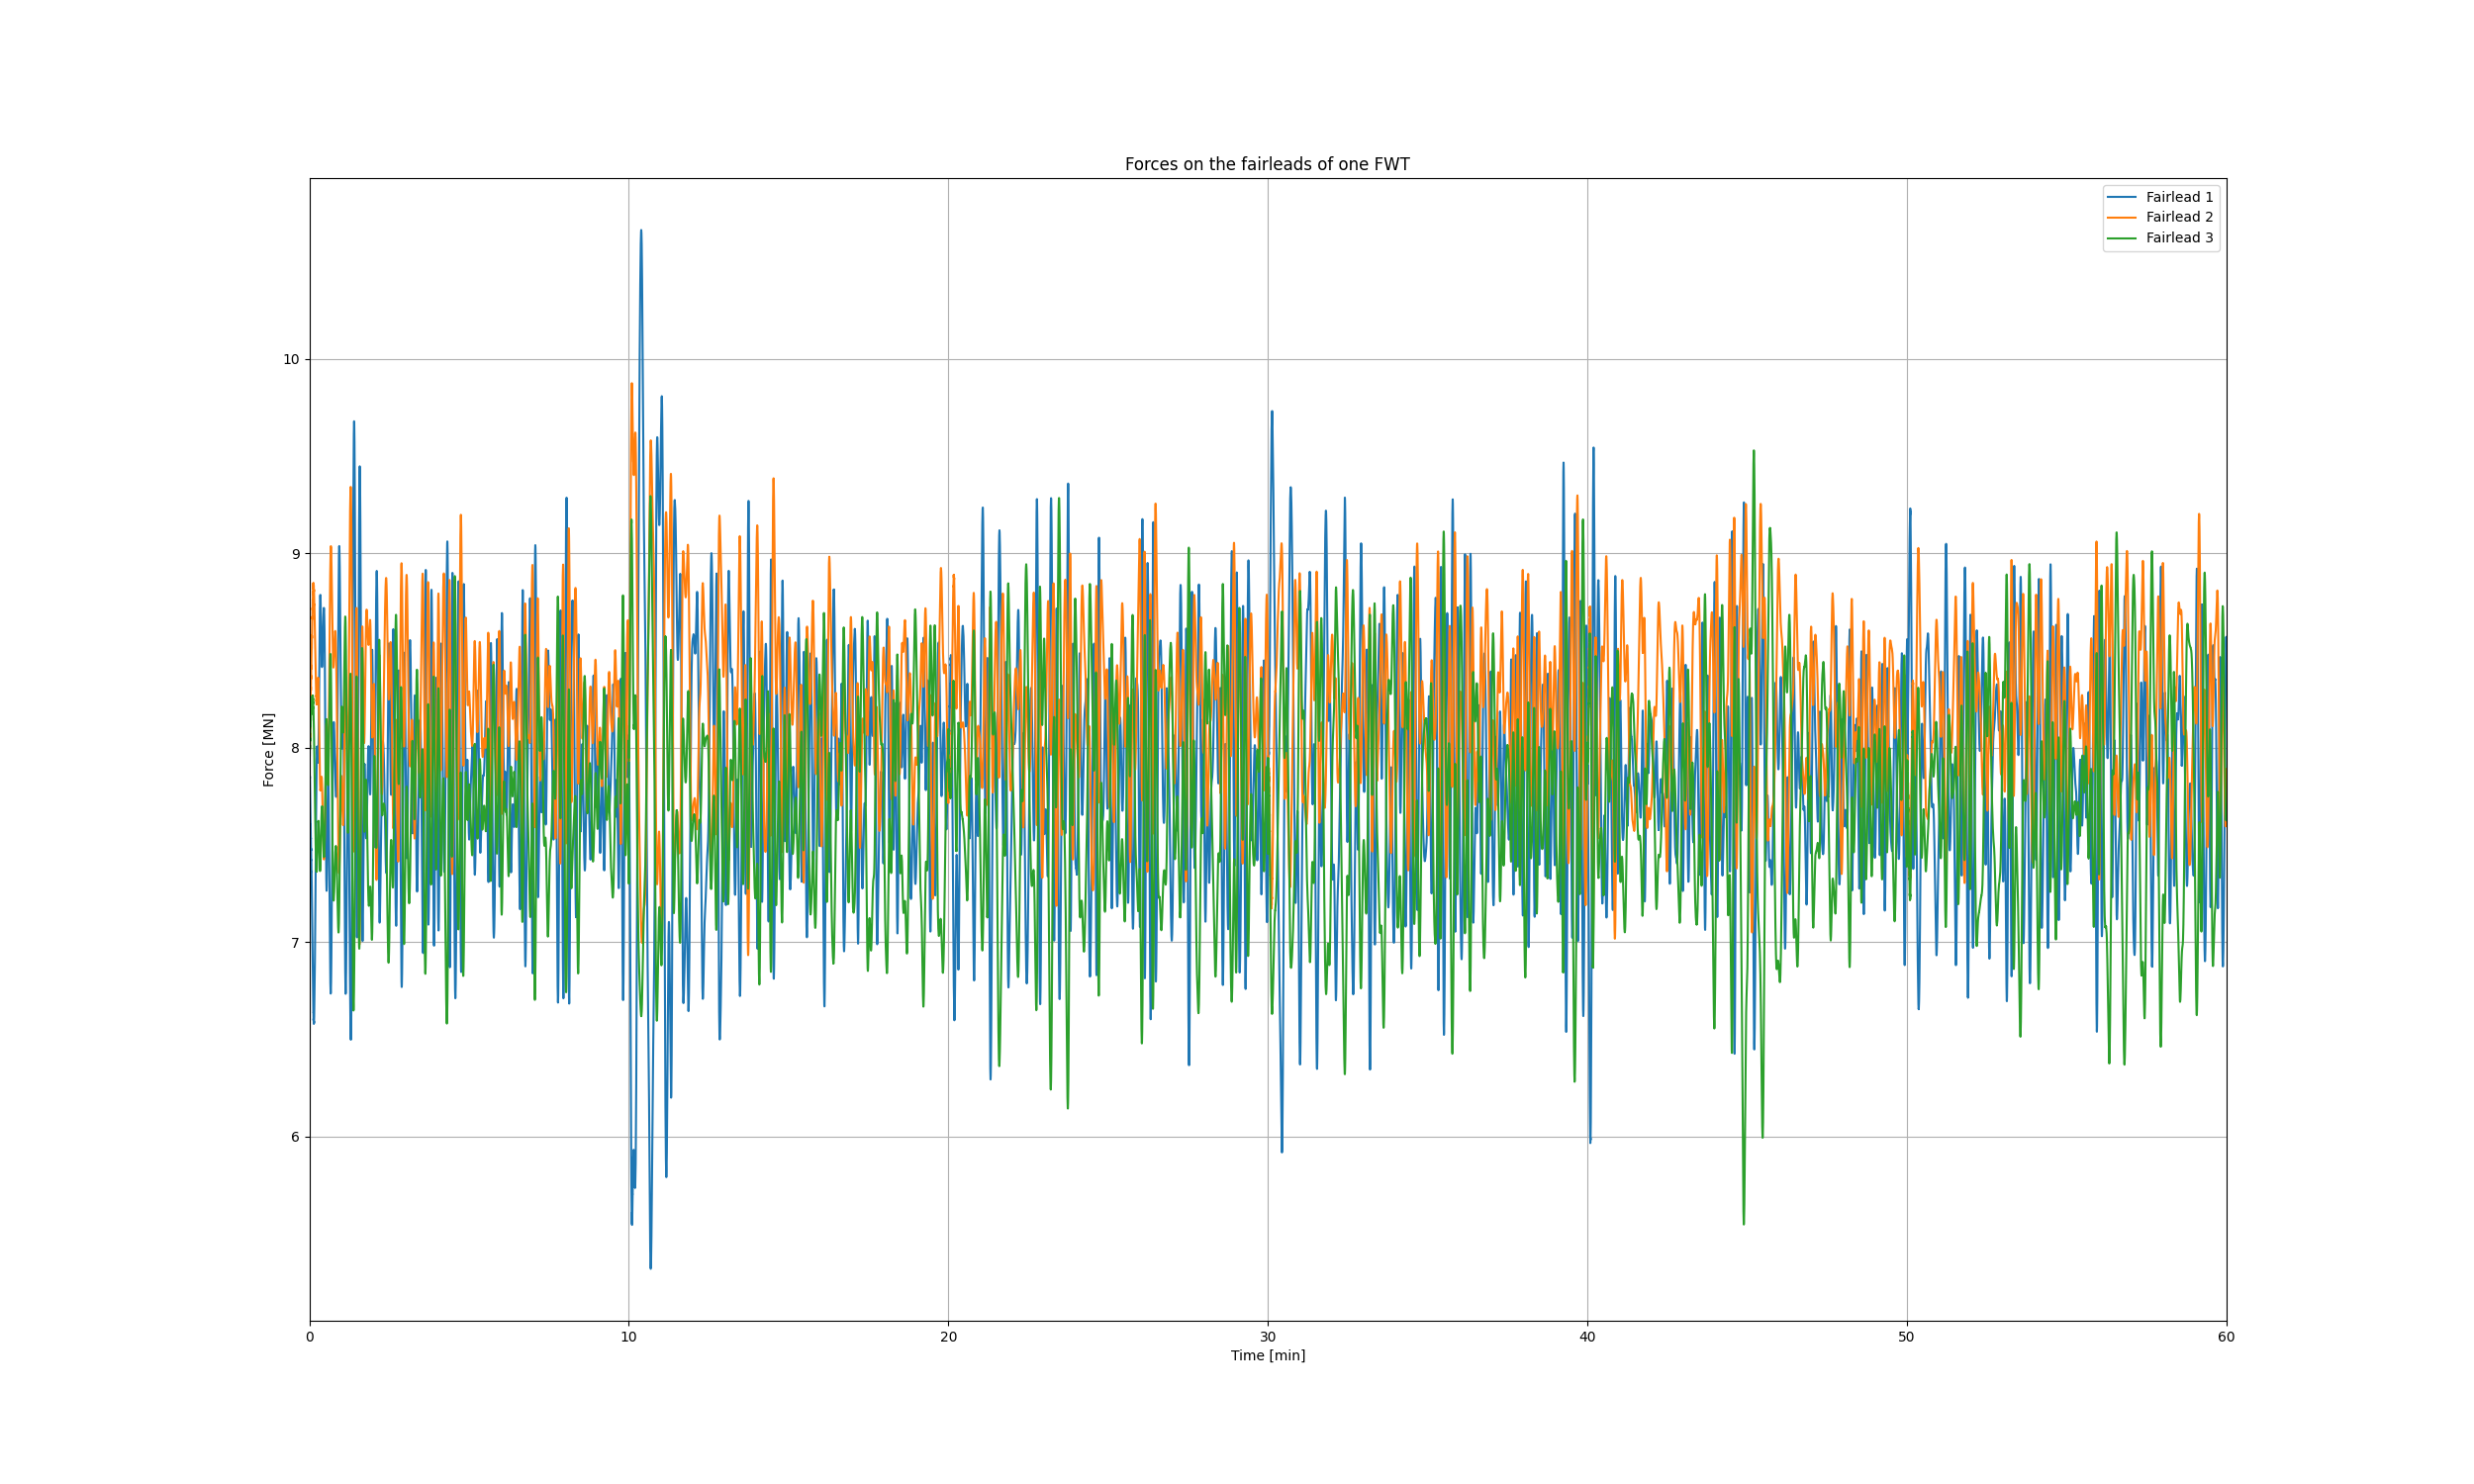 Forces on the fairleads of one FWT
Fairlead 1
Fairlead 2
Fairlead 3
Force [MN]
10
9
8
7
6
0 10 20 30 40 50 60
Time [min]